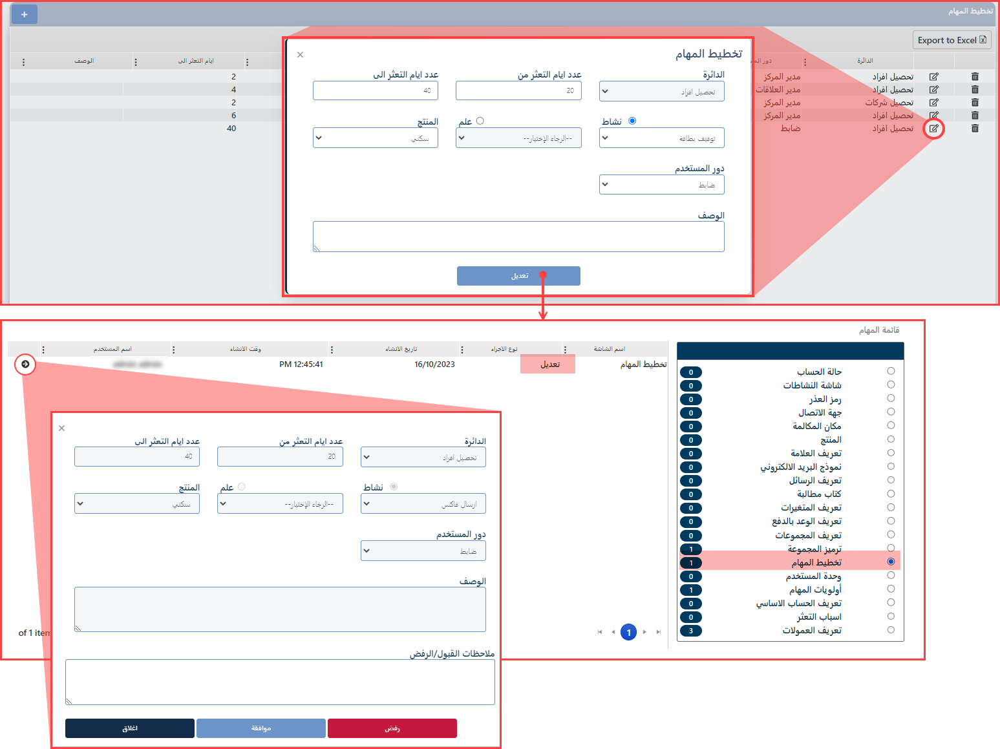 تخطيط المهام
+
Export to Excel
الدائرة
ايام التعثر الى
الوصف
تحصيل افراد
مدير المركز
2
تحصيل افراد
مدير العلاقات
4
تحصيل شركات
مدير المركز
2
تحصيل افراد
مدير المركز
6
تحصيل افراد
ضابط
40
تخطيط المهام
×
الدائرة
عدد ايام التعثر من
عدد ايام التعثر الى
تحصيل افراد
20
40
نشاط
علم
المنتج
توقيف بطاقة
--الرجاء الإختيار--
سكني
دور المستخدم
ضابط
الوصف
تعديل
قائمة المهام
اسم الشاشة
نوع الاجراء
تاريخ الانشاء
وقت الانشاء
اسم المستخدم
تخطيط المهام
تعديل
16/10/2023
12:45:41 PM
حالة الحساب 0
شاشة النشاطات 0
رمز العذر 0
جهة الاتصال 0
مكان المكالمة 0
المنتج 0
تعريف العلامة 0
نموذج البريد الالكتروني 0
تعريف الرسائل 0
كتاب مطالبة 0
تعريف المتغيرات 0
تعريف الوعد بالدفع 0
تعريف المجموعات 0
ترميز المجموعة 1
تخطيط المهام 1
وحدة المستخدم 0
أولويات المهام 1
تعريف الحساب الاساسي 0
اسباب التعثر 0
تعريف العمولات 3
1
of 1 item
×
الدائرة
عدد ايام التعثر من
عدد ايام التعثر الى
تحصيل افراد
20
40
نشاط
علم
المنتج
ارسال فاكس
--الرجاء الإختيار--
سكني
دور المستخدم
ضابط
الوصف
ملاحظات القبول/الرفض
رفض
موافقة
اغلاق